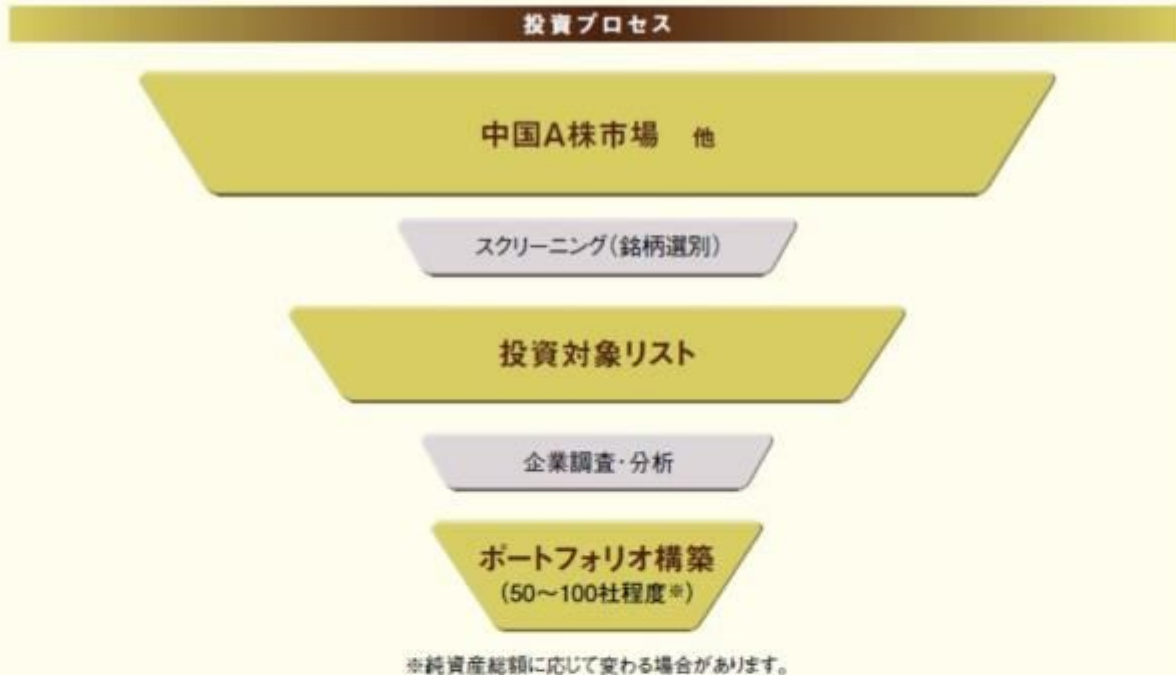 投資プロセス
中国A株市場 他
スクリーニング(銘柄選別)
投資対象リスト
企業調査・分析
ポートフォリオ構築
(50～100社程度※)
※純資産総額に応じて変わる場合があります。